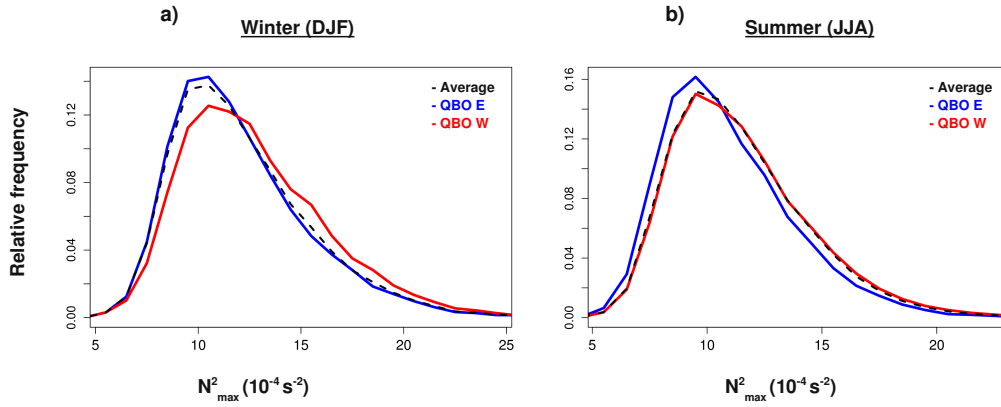 a)
Winter (DJF)
Relative frequency
0.00
0.04
0.08
0.12
- Average
- QBO E
- QBO W
5
10
15
20
25
N²max (10⁻⁴ s⁻²)
b)
Summer (JJA)
0.00
0.04
0.08
0.12
0.16
- Average
- QBO E
- QBO W
5
10
15
20
N²max (10⁻⁴ s⁻²)